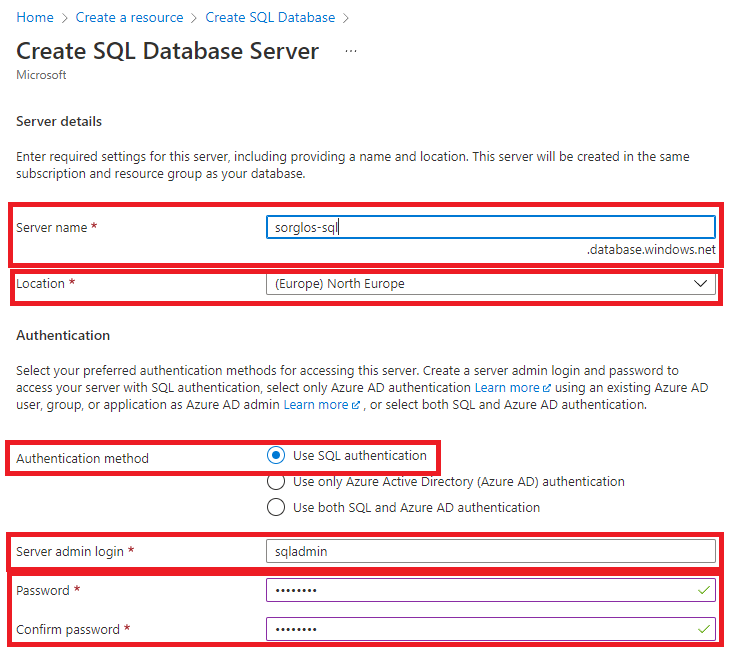 Home > Create a resource > Create SQL Database >
Create SQL Database Server ...
Microsoft
Server details
Enter required settings for this server, including providing a name and location. This server will be created in the same
subscription and resource group as your database.
Server name *
sorglos-sql
.database.windows.net
Location *
(Europe) North Europe
Authentication
Select your preferred authentication methods for accessing this server. Create a server admin login and password to
access your server with SQL authentication, select only Azure AD authentication Learn more using an existing Azure AD
user, group, or application as Azure AD admin Learn more , or select both SQL and Azure AD authentication.
Authentication method
Use SQL authentication
Use only Azure Active Directory (Azure AD) authentication
Use both SQL and Azure AD authentication
Server admin login *
sqladmin
Password *
••••••••
Confirm password *
••••••••